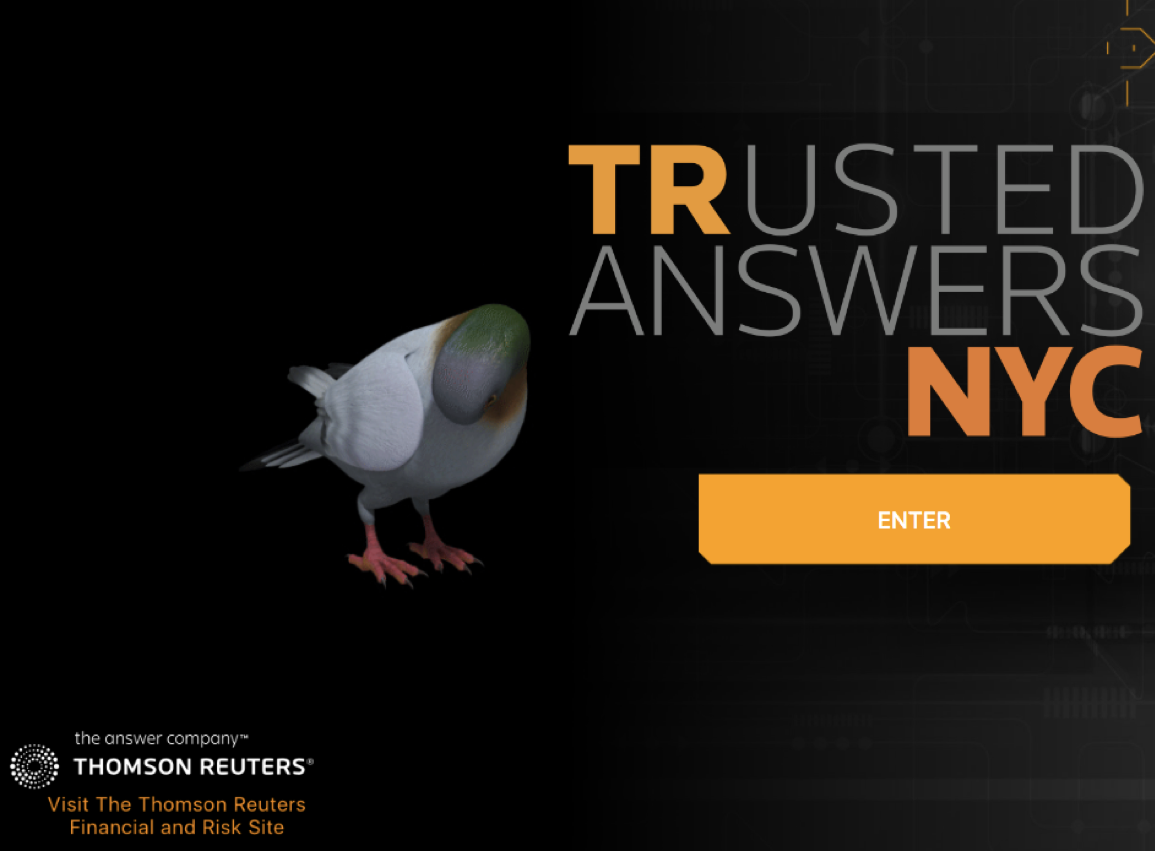 TRUSTED
ANSWERS
NYC
ENTER
the answer company™
THOMSON REUTERS®
Visit The Thomson Reuters
Financial and Risk Site